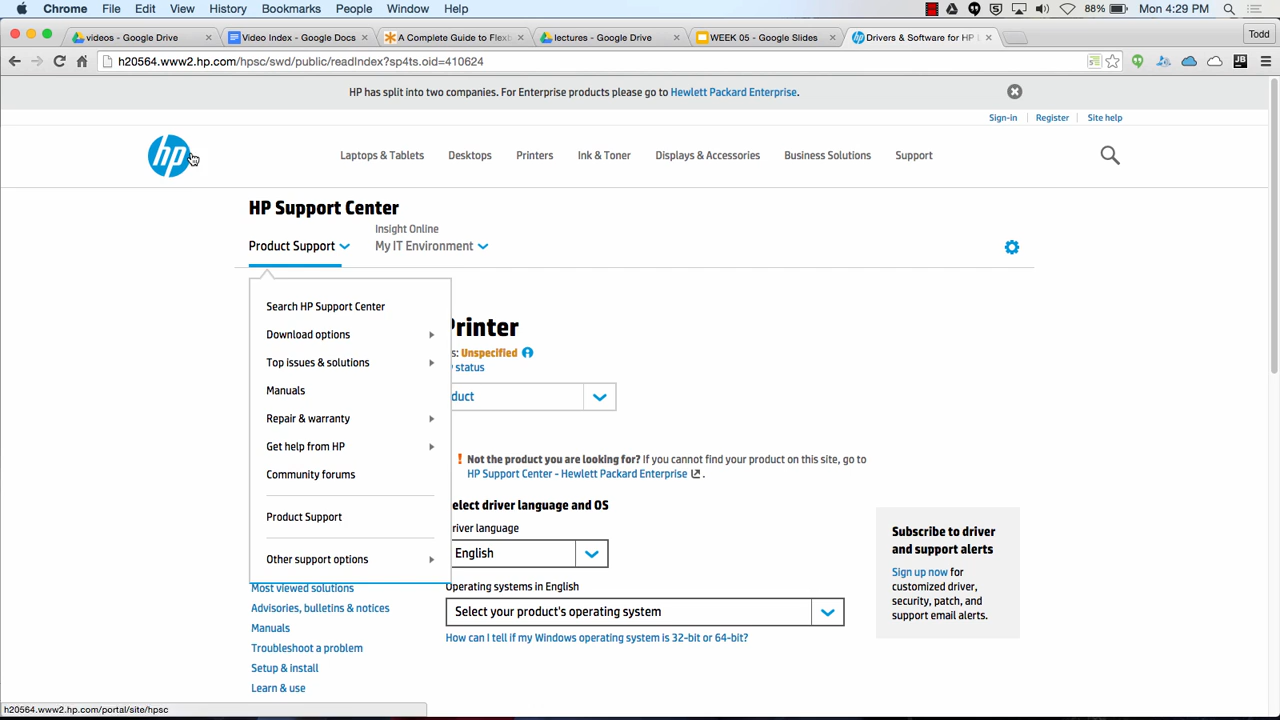 Chrome File Edit View History Bookmarks People Window Help 88% Mon 4:29 PM
videos - Google Drive Video Index - Google Docs A Complete Guide to Flexb lectures - Google Drive WEEK 05 - Google Slides Drivers & Software for HP L Todd
h20564.www2.hp.com/hpsc/swd/public/readIndex?sp4ts.oid=410624 JB
HP has split into two companies. For Enterprise products please go to Hewlett Packard Enterprise.
Sign-in Register Site help
hp Laptops & Tablets Desktops Printers Ink & Toner Displays & Accessories Business Solutions Support
HP Support Center
Insight Online
Product Support My IT Environment
Search HP Support Center
Download options
Top issues & solutions
Manuals
Repair & warranty
Get help from HP
Community forums
Product Support
Other support options
Printer
s: Unspecified
status
duct
! Not the product you are looking for? If you cannot find your product on this site, go to
HP Support Center - Hewlett Packard Enterprise .
elect driver language and OS
river language
English
Operating systems in English
Select your product's operating system
How can I tell if my Windows operating system is 32-bit or 64-bit?
Most viewed solutions
Advisories, bulletins & notices
Manuals
Troubleshoot a problem
Setup & install
Learn & use
Subscribe to driver
and support alerts
Sign up now for
customized driver,
security, patch, and
support email alerts.
h20564.www2.hp.com/portal/site/hpsc